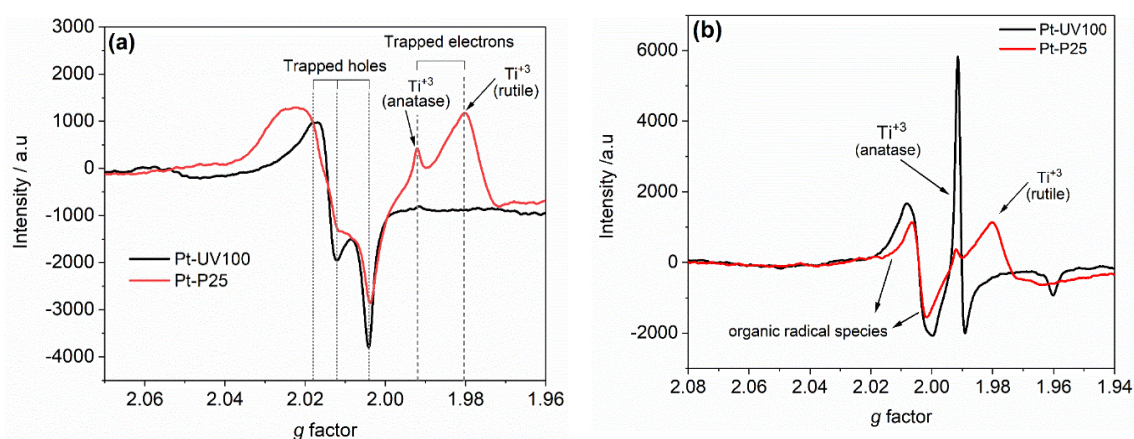 (a)
Trapped electrons
Trapped holes
Ti+3
(anatase)
Ti+3
(rutile)
Pt-UV100
Pt-P25
Intensity / a.u
3000
2000
1000
0
-1000
-2000
-3000
-4000
2.06
2.04
2.02
2.00
1.98
1.96
g factor
(b)
Pt-UV100
Pt-P25
Ti+3
(anatase)
Ti+3
(rutile)
organic radical species
Intensity /a.u
6000
4000
2000
0
-2000
2.08
2.06
2.04
2.02
2.00
1.98
1.96
1.94
g factor